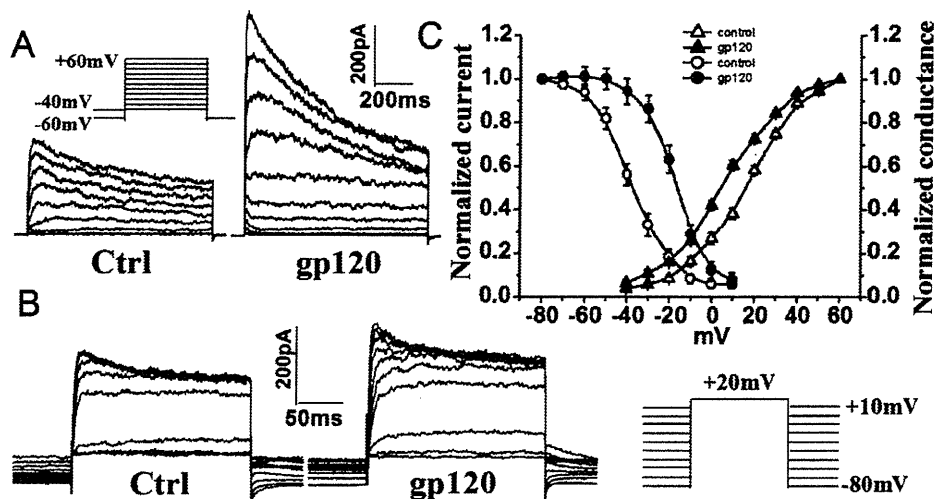 A
+60mV
-40mV
-60mV
200pA
200ms
Ctrl
gp120
C
control
gp120
control
gp120
Normalized current
1.2
1.0
0.8
0.6
0.4
0.2
0.0
-80 -60 -40 -20 0 20 40 60
mV
1.2
1.0
0.8
0.6
0.4
0.2
0.0
Normalized conductance
B
200pA
50ms
Ctrl
gp120
+20mV
+10mV
-80mV